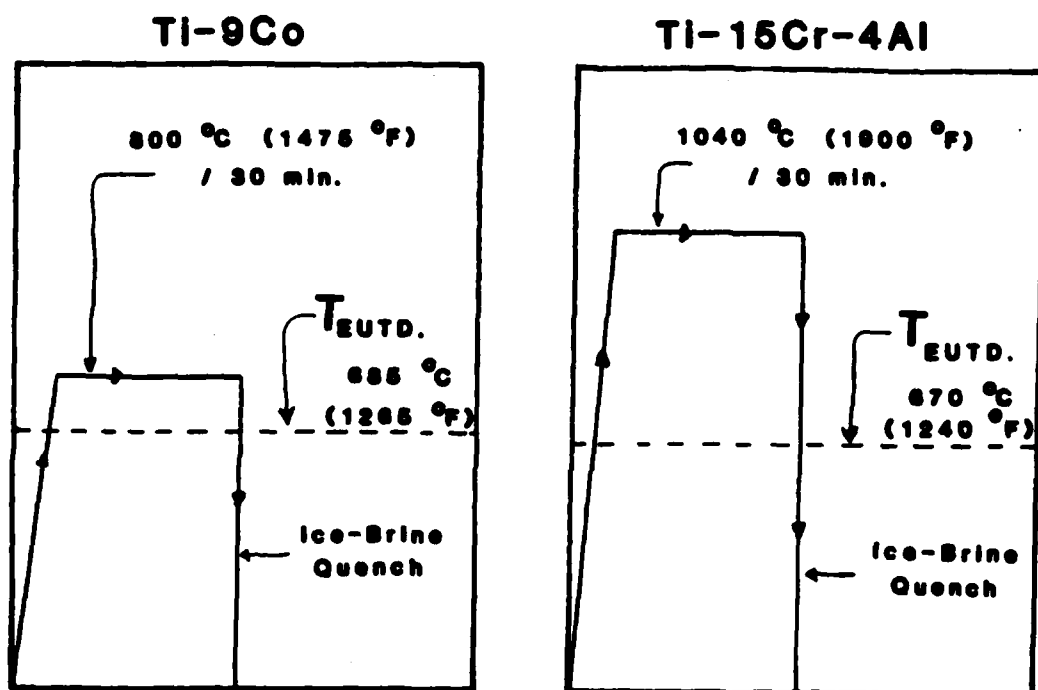 Ti-9Co
800 °C (1475 °F)
/ 30 min.
TEUTD.
685 °C
(1265 °F)
Ice-Brine
Quench
Ti-15Cr-4Al
1040 °C (1900 °F)
/ 30 min.
TEUTD.
670 °C
(1240 °F)
Ice-Brine
Quench